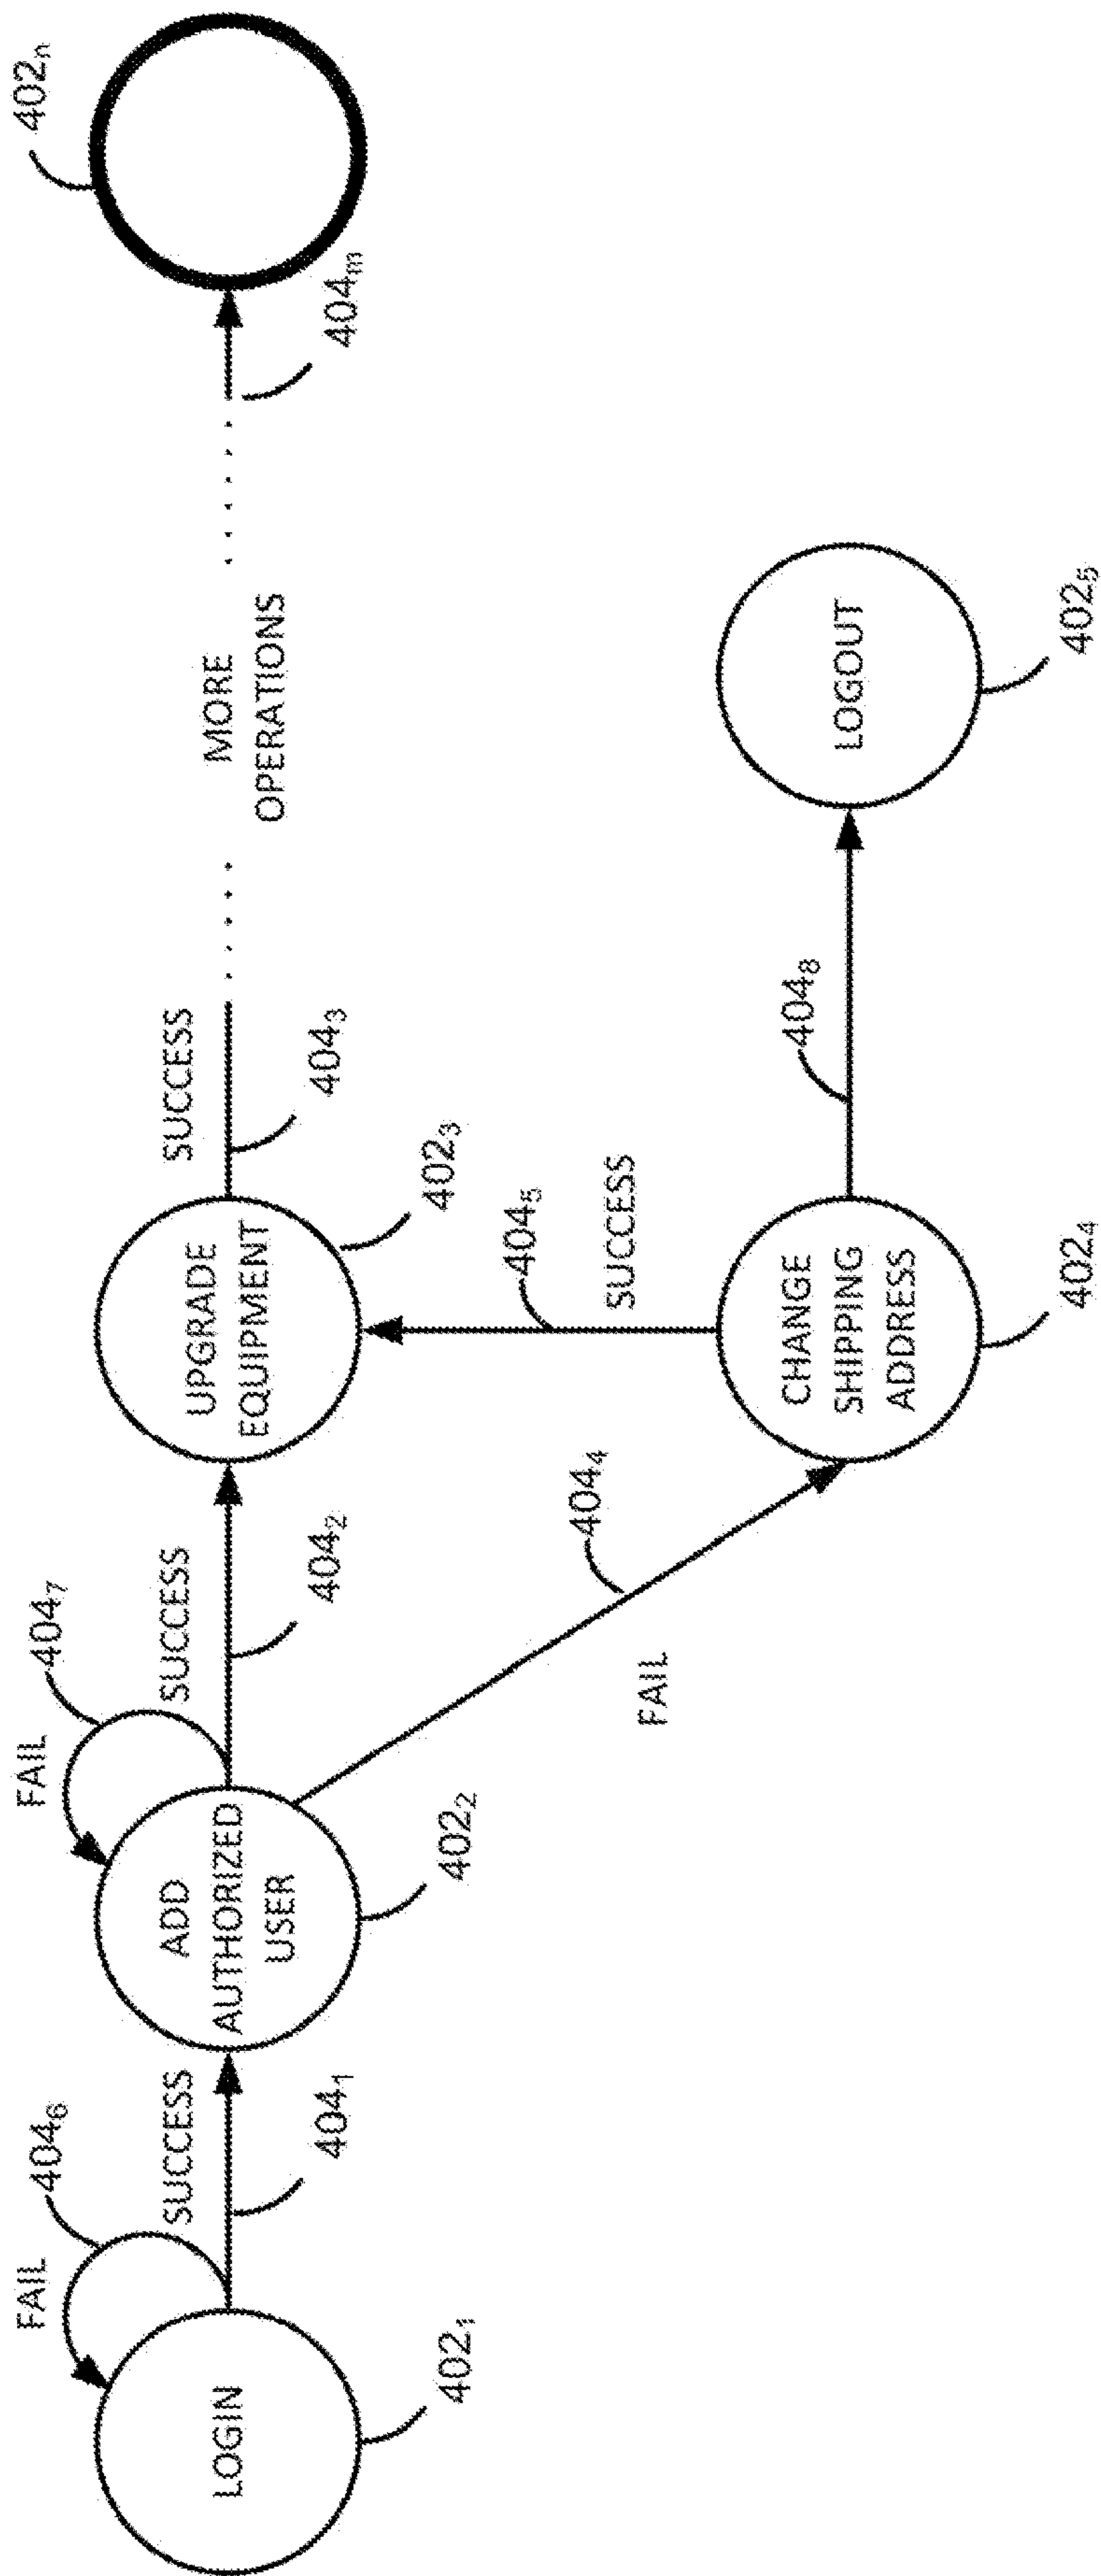 FAIL
404₆
SUCCESS
404₁
LOGIN
402₁
FAIL
404₇
SUCCESS
404₂
ADD
AUTHORIZED
USER
402₂
404₄
FAIL
UPGRADE
EQUIPMENT
402₃
SUCCESS
404₃
404₅
SUCCESS
CHANGE
SHIPPING
ADDRESS
402₄
404₈
LOGOUT
402₅
MORE
OPERATIONS
404ₘ
402ₙ